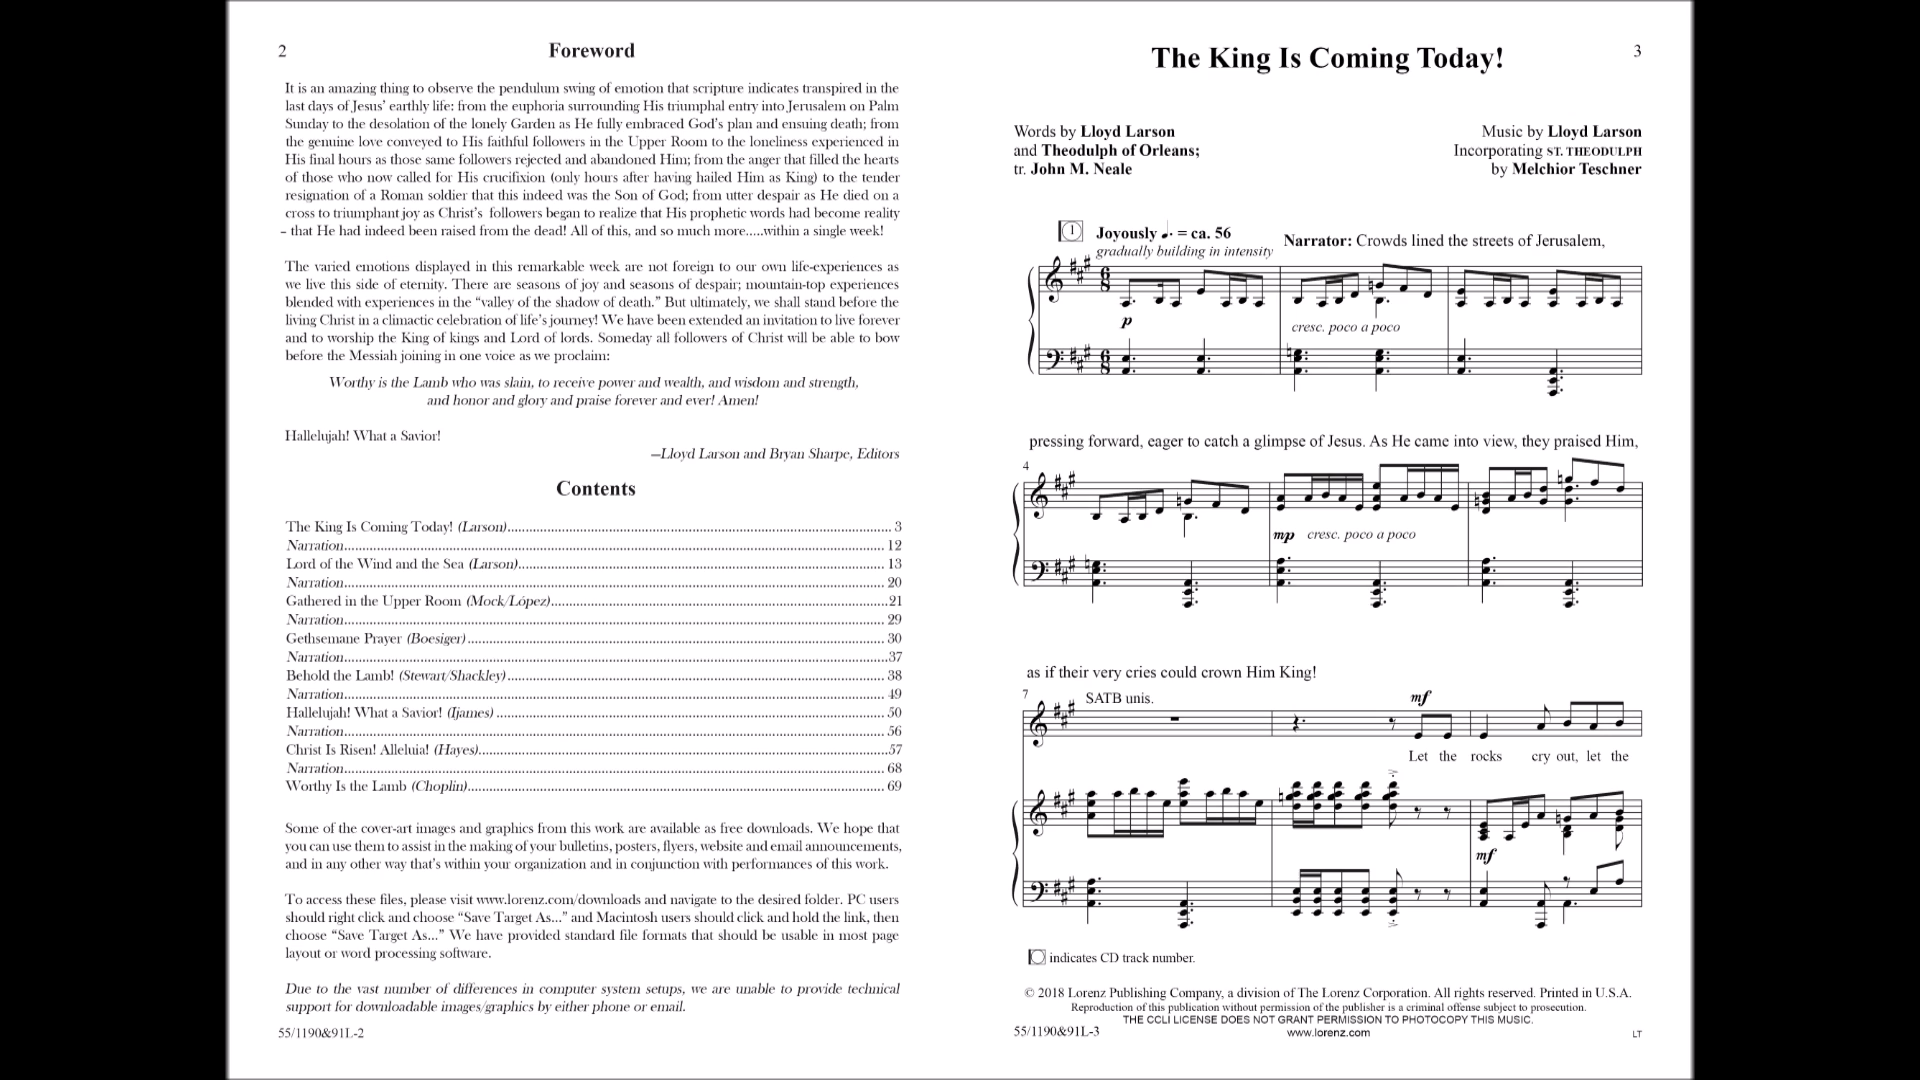 2
Foreword
It is an amazing thing to observe the pendulum swing of emotion that scripture indicates transpired in the
last days of Jesus’ earthly life: from the euphoria surrounding His triumphal entry into Jerusalem on Palm
Sunday to the desolation of the lonely Garden as He fully embraced God’s plan and ensuing death; from
the genuine love conveyed to His faithful followers in the Upper Room to the loneliness experienced in
His final hours as those same followers rejected and abandoned Him; from the anger that filled the hearts
of those who now called for His crucifixion (only hours after having hailed Him as King) to the tender
resignation of a Roman soldier that this indeed was the Son of God; from utter despair as He died on a
cross to triumphant joy as Christ’s followers began to realize that His prophetic words had become reality
– that He had indeed been raised from the dead! All of this, and so much more.....within a single week!
The varied emotions displayed in this remarkable week are not foreign to our own life-experiences as
we live this side of eternity. There are seasons of joy and seasons of despair; mountain-top experiences
blended with experiences in the “valley of the shadow of death.” But ultimately, we shall stand before the
living Christ in a climactic celebration of life’s journey! We have been extended an invitation to live forever
and to worship the King of kings and Lord of lords. Someday all followers of Christ will be able to bow
before the Messiah joining in one voice as we proclaim:
Worthy is the Lamb who was slain, to receive power and wealth, and wisdom and strength,
and honor and glory and praise forever and ever! Amen!
Hallelujah! What a Savior!
—Lloyd Larson and Bryan Sharpe, Editors
Contents
The King Is Coming Today! (Larson) 3
Narration 12
Lord of the Wind and the Sea (Larson) 13
Narration 20
Gathered in the Upper Room (Mock/López) 21
Narration 29
Gethsemane Prayer (Boesiger) 30
Narration 37
Behold the Lamb! (Stewart/Shackley) 38
Narration 49
Hallelujah! What a Savior! (Ijames) 50
Narration 56
Christ Is Risen! Alleluia! (Hayes) 57
Narration 68
Worthy Is the Lamb (Choplin) 69
Some of the cover-art images and graphics from this work are available as free downloads. We hope that
you can use them to assist in the making of your bulletins, posters, flyers, website and email announcements,
and in any other way that’s within your organization and in conjunction with performances of this work.
To access these files, please visit www.lorenz.com/downloads and navigate to the desired folder. PC users
should right click and choose “Save Target As...” and Macintosh users should click and hold the link, then
choose “Save Target As...” We have provided standard file formats that should be usable in most page
layout or word processing software.
Due to the vast number of differences in computer system setups, we are unable to provide technical
support for downloadable images/graphics by either phone or email.
55/1190&91L-2
The King Is Coming Today!
3
Words by Lloyd Larson
and Theodulph of Orleans;
tr. John M. Neale
Music by Lloyd Larson
Incorporating ST. THEODULPH
by Melchior Teschner
1
Joyously ♩. = ca. 56
gradually building in intensity
Narrator: Crowds lined the streets of Jerusalem,
6 8
p
cresc. poco a poco
6 8
pressing forward, eager to catch a glimpse of Jesus. As He came into view, they praised Him,
4
mp cresc. poco a poco
as if their very cries could crown Him King!
7
SATB unis.
mf
Let the rocks cry out, let the
mf
indicates CD track number.
© 2018 Lorenz Publishing Company, a division of The Lorenz Corporation. All rights reserved. Printed in U.S.A.
Reproduction of this publication without permission of the publisher is a criminal offense subject to prosecution.
THE CCLI LICENSE DOES NOT GRANT PERMISSION TO PHOTOCOPY THIS MUSIC.
55/1190&91L-3
www.lorenz.com
LT